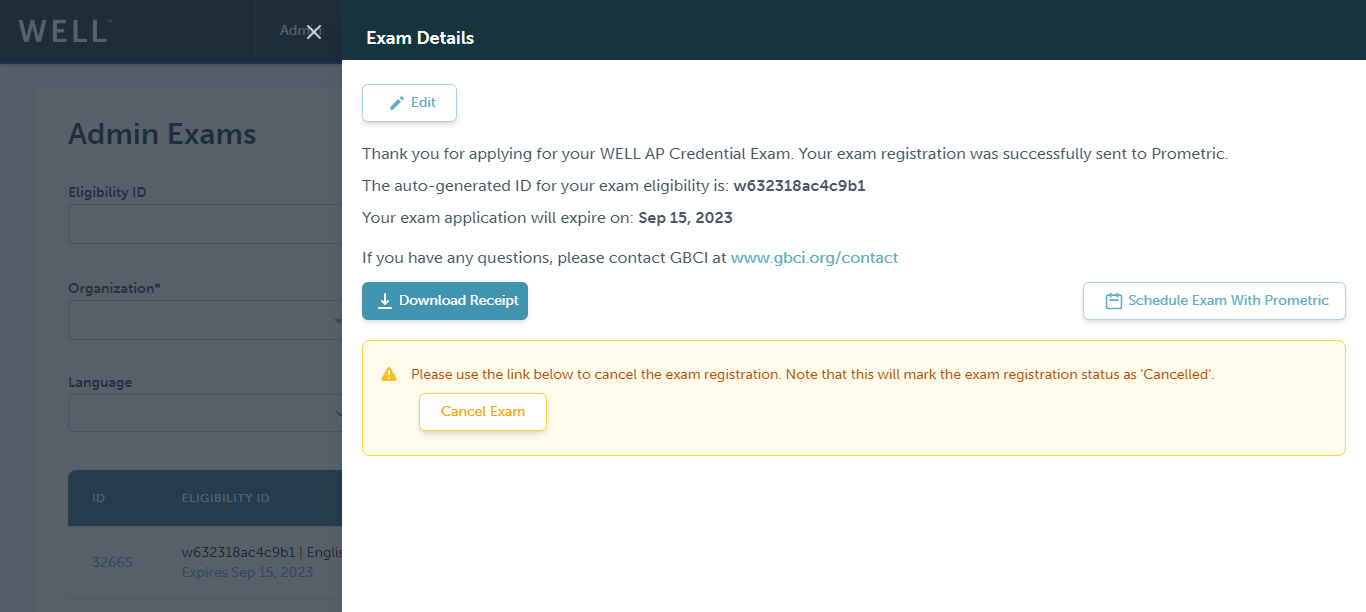 WELL™
Admin
Exam Details
Admin Exams
Eligibility ID
Organization*
Language
ID ELIGIBILITY ID
32665
w632318ac4c9b1 | Englis
Expires Sep 15, 2023
Edit
Thank you for applying for your WELL AP Credential Exam. Your exam registration was successfully sent to Prometric.
The auto-generated ID for your exam eligibility is: w632318ac4c9b1
Your exam application will expire on: Sep 15, 2023
If you have any questions, please contact GBCI at www.gbci.org/contact
Download Receipt
Schedule Exam With Prometric
Please use the link below to cancel the exam registration. Note that this will mark the exam registration status as 'Cancelled'.
Cancel Exam